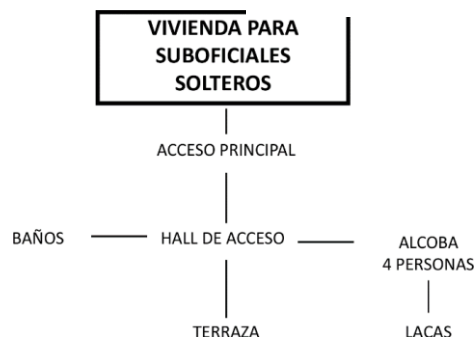 VIVIENDA PARA
SUBOFICIALES
SOLTEROS
ACCESO PRINCIPAL
BAÑOS
HALL DE ACCESO
ALCOBA
4 PERSONAS
TERRAZA
LACAS